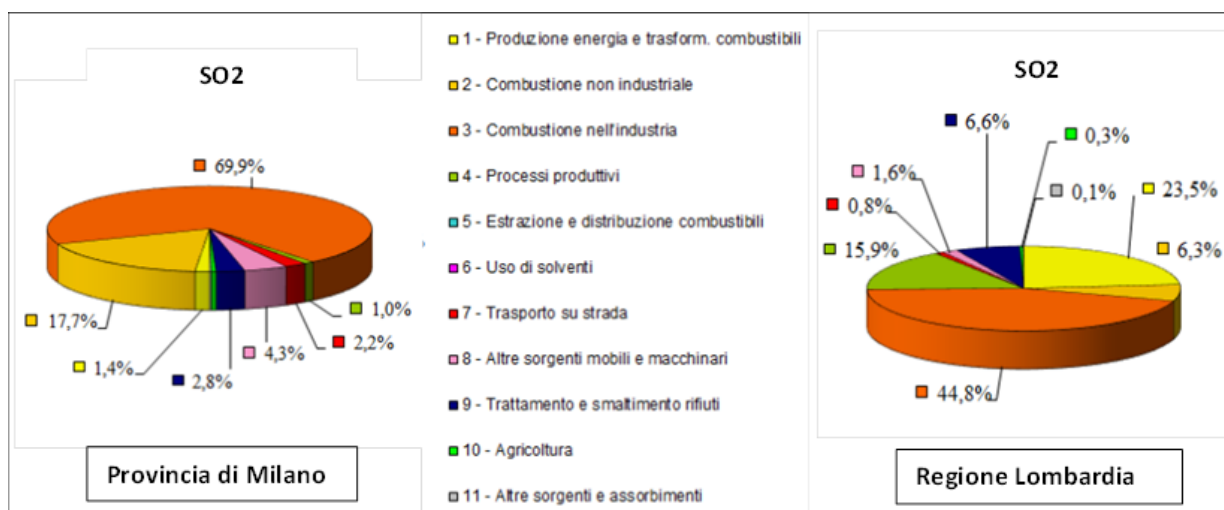 SO2
69,9%
1,0%
2,2%
4,3%
2,8%
1,4%
17,7%
Provincia di Milano
1 - Produzione energia e trasform. combustibili
2 - Combustione non industriale
3 - Combustione nell'industria
4 - Processi produttivi
5 - Estrazione e distribuzione combustibili
6 - Uso di solventi
7 - Trasporto su strada
8 - Altre sorgenti mobili e macchinari
9 - Trattamento e smaltimento rifiuti
10 - Agricoltura
11 - Altre sorgenti e assorbimenti
SO2
6,6%
0,3%
1,6%
0,1%
23,5%
0,8%
15,9%
6,3%
44,8%
Regione Lombardia